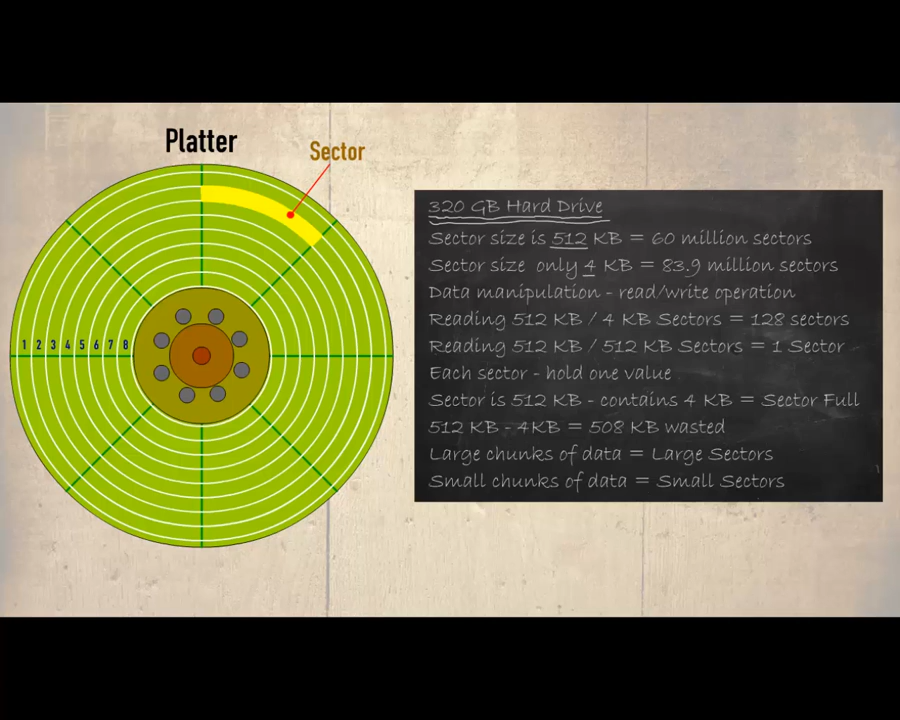 Platter
Sector
1 2 3 4 5 6 7 8
320 GB Hard Drive
Sector size is 512 KB = 60 million sectors
Sector size only 4 KB = 83.9 million sectors
Data manipulation - read/write operation
Reading 512 KB / 4 KB Sectors = 128 sectors
Reading 512 KB / 512 KB Sectors = 1 Sector
Each sector - hold one value
Sector is 512 KB - contains 4 KB = Sector Full
512 KB - 4KB = 508 KB wasted
Large chunks of data = Large Sectors
Small chunks of data = Small Sectors